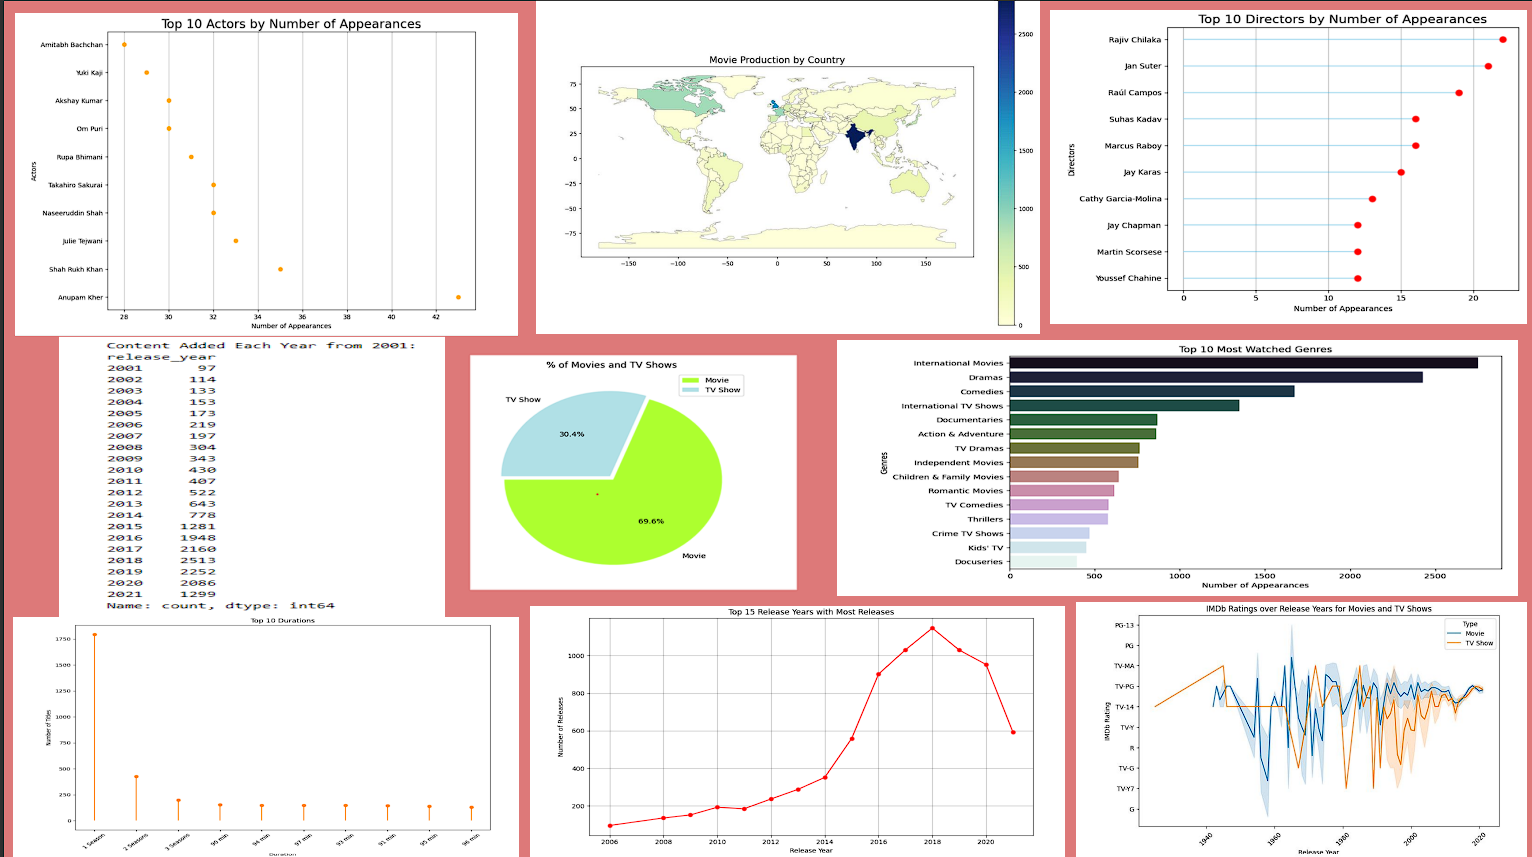 Top 10 Actors by Number of Appearances
Amitabh Bachchan
Yuki Kaji
Akshay Kumar
Om Puri
Rupa Bhimani
Takahiro Sakurai
Naseeruddin Shah
Julie Tejwani
Shah Rukh Khan
Anupam Kher
Actors
28 30 32 34 36 38 40 42
Number of Appearances
Movie Production by Country
75
50
25
0
−25
−50
−75
−150 −100 −50 0 50 100 150
2500
2000
1500
1000
500
0
Top 10 Directors by Number of Appearances
Rajiv Chilaka
Jan Suter
Raúl Campos
Suhas Kadav
Marcus Raboy
Jay Karas
Cathy Garcia-Molina
Jay Chapman
Martin Scorsese
Youssef Chahine
Directors
0 5 10 15 20
Number of Appearances
Content Added Each Year from 2001:
release_year
2001 97
2002 114
2003 133
2004 153
2005 173
2006 219
2007 197
2008 304
2009 343
2010 430
2011 407
2012 522
2013 643
2014 778
2015 1281
2016 1948
2017 2160
2018 2513
2019 2252
2020 2086
2021 1299
Name: count, dtype: int64
% of Movies and TV Shows
Movie
TV Show
TV Show
30.4%
69.6%
Movie
Top 10 Most Watched Genres
International Movies
Dramas
Comedies
International TV Shows
Documentaries
Action & Adventure
TV Dramas
Independent Movies
Children & Family Movies
Romantic Movies
TV Comedies
Thrillers
Crime TV Shows
Kids' TV
Docuseries
Genres
0 500 1000 1500 2000 2500
Number of Appearances
Top 10 Durations
1750
1500
1250
1000
750
500
250
0
Number of Titles
1 Season 2 Seasons 3 Seasons 90 min 94 min 97 min 93 min 91 min 95 min 96 min
Duration
Top 15 Release Years with Most Releases
1000
800
600
400
200
Number of Releases
2006 2008 2010 2012 2014 2016 2018 2020
Release Year
IMDb Ratings over Release Years for Movies and TV Shows
Type
Movie
TV Show
PG-13
PG
TV-MA
TV-PG
TV-14
TV-Y
R
TV-G
TV-Y7
G
IMDb Rating
1940 1960 1980 2000 2020
Release Year